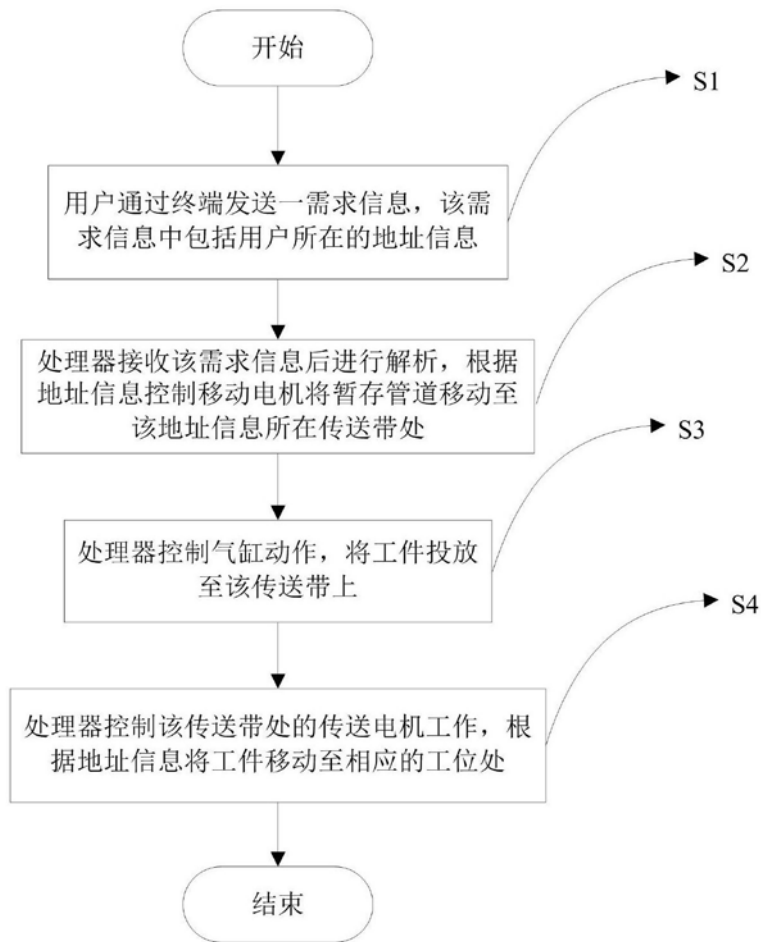 开始
S1
用户通过终端发送一需求信息，该需
求信息中包括用户所在的地址信息
S2
处理器接收该需求信息后进行解析，根据
地址信息控制移动电机将暂存管道移动至
该地址信息所在传送带处
S3
处理器控制气缸动作，将工件投放
至该传送带上
S4
处理器控制该传送带处的传送电机工作，根
据地址信息将工件移动至相应的工位处
结束